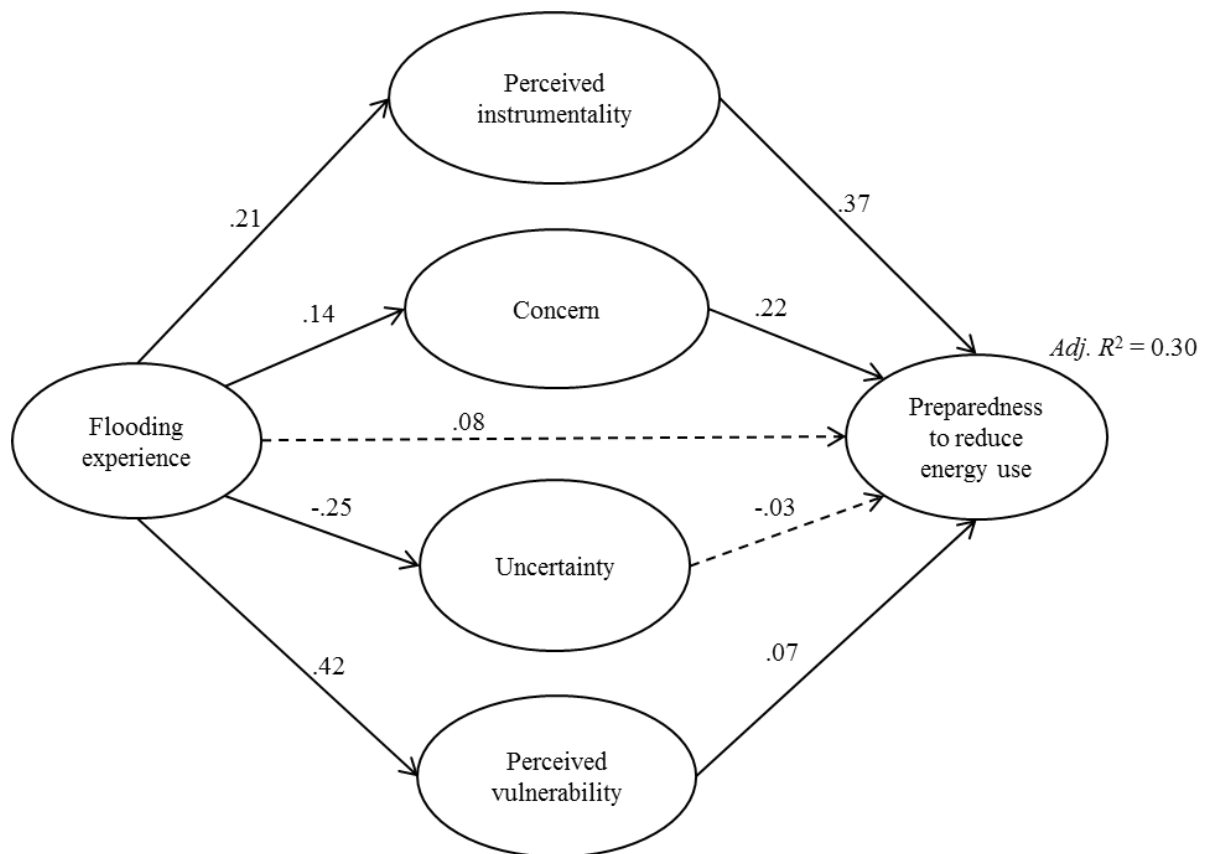 Perceived
instrumentality
.21
.37
Concern
.14
.22
Adj. R² = 0.30
Flooding
experience
.08
Preparedness
to reduce
energy use
-.25
-.03
Uncertainty
.42
.07
Perceived
vulnerability